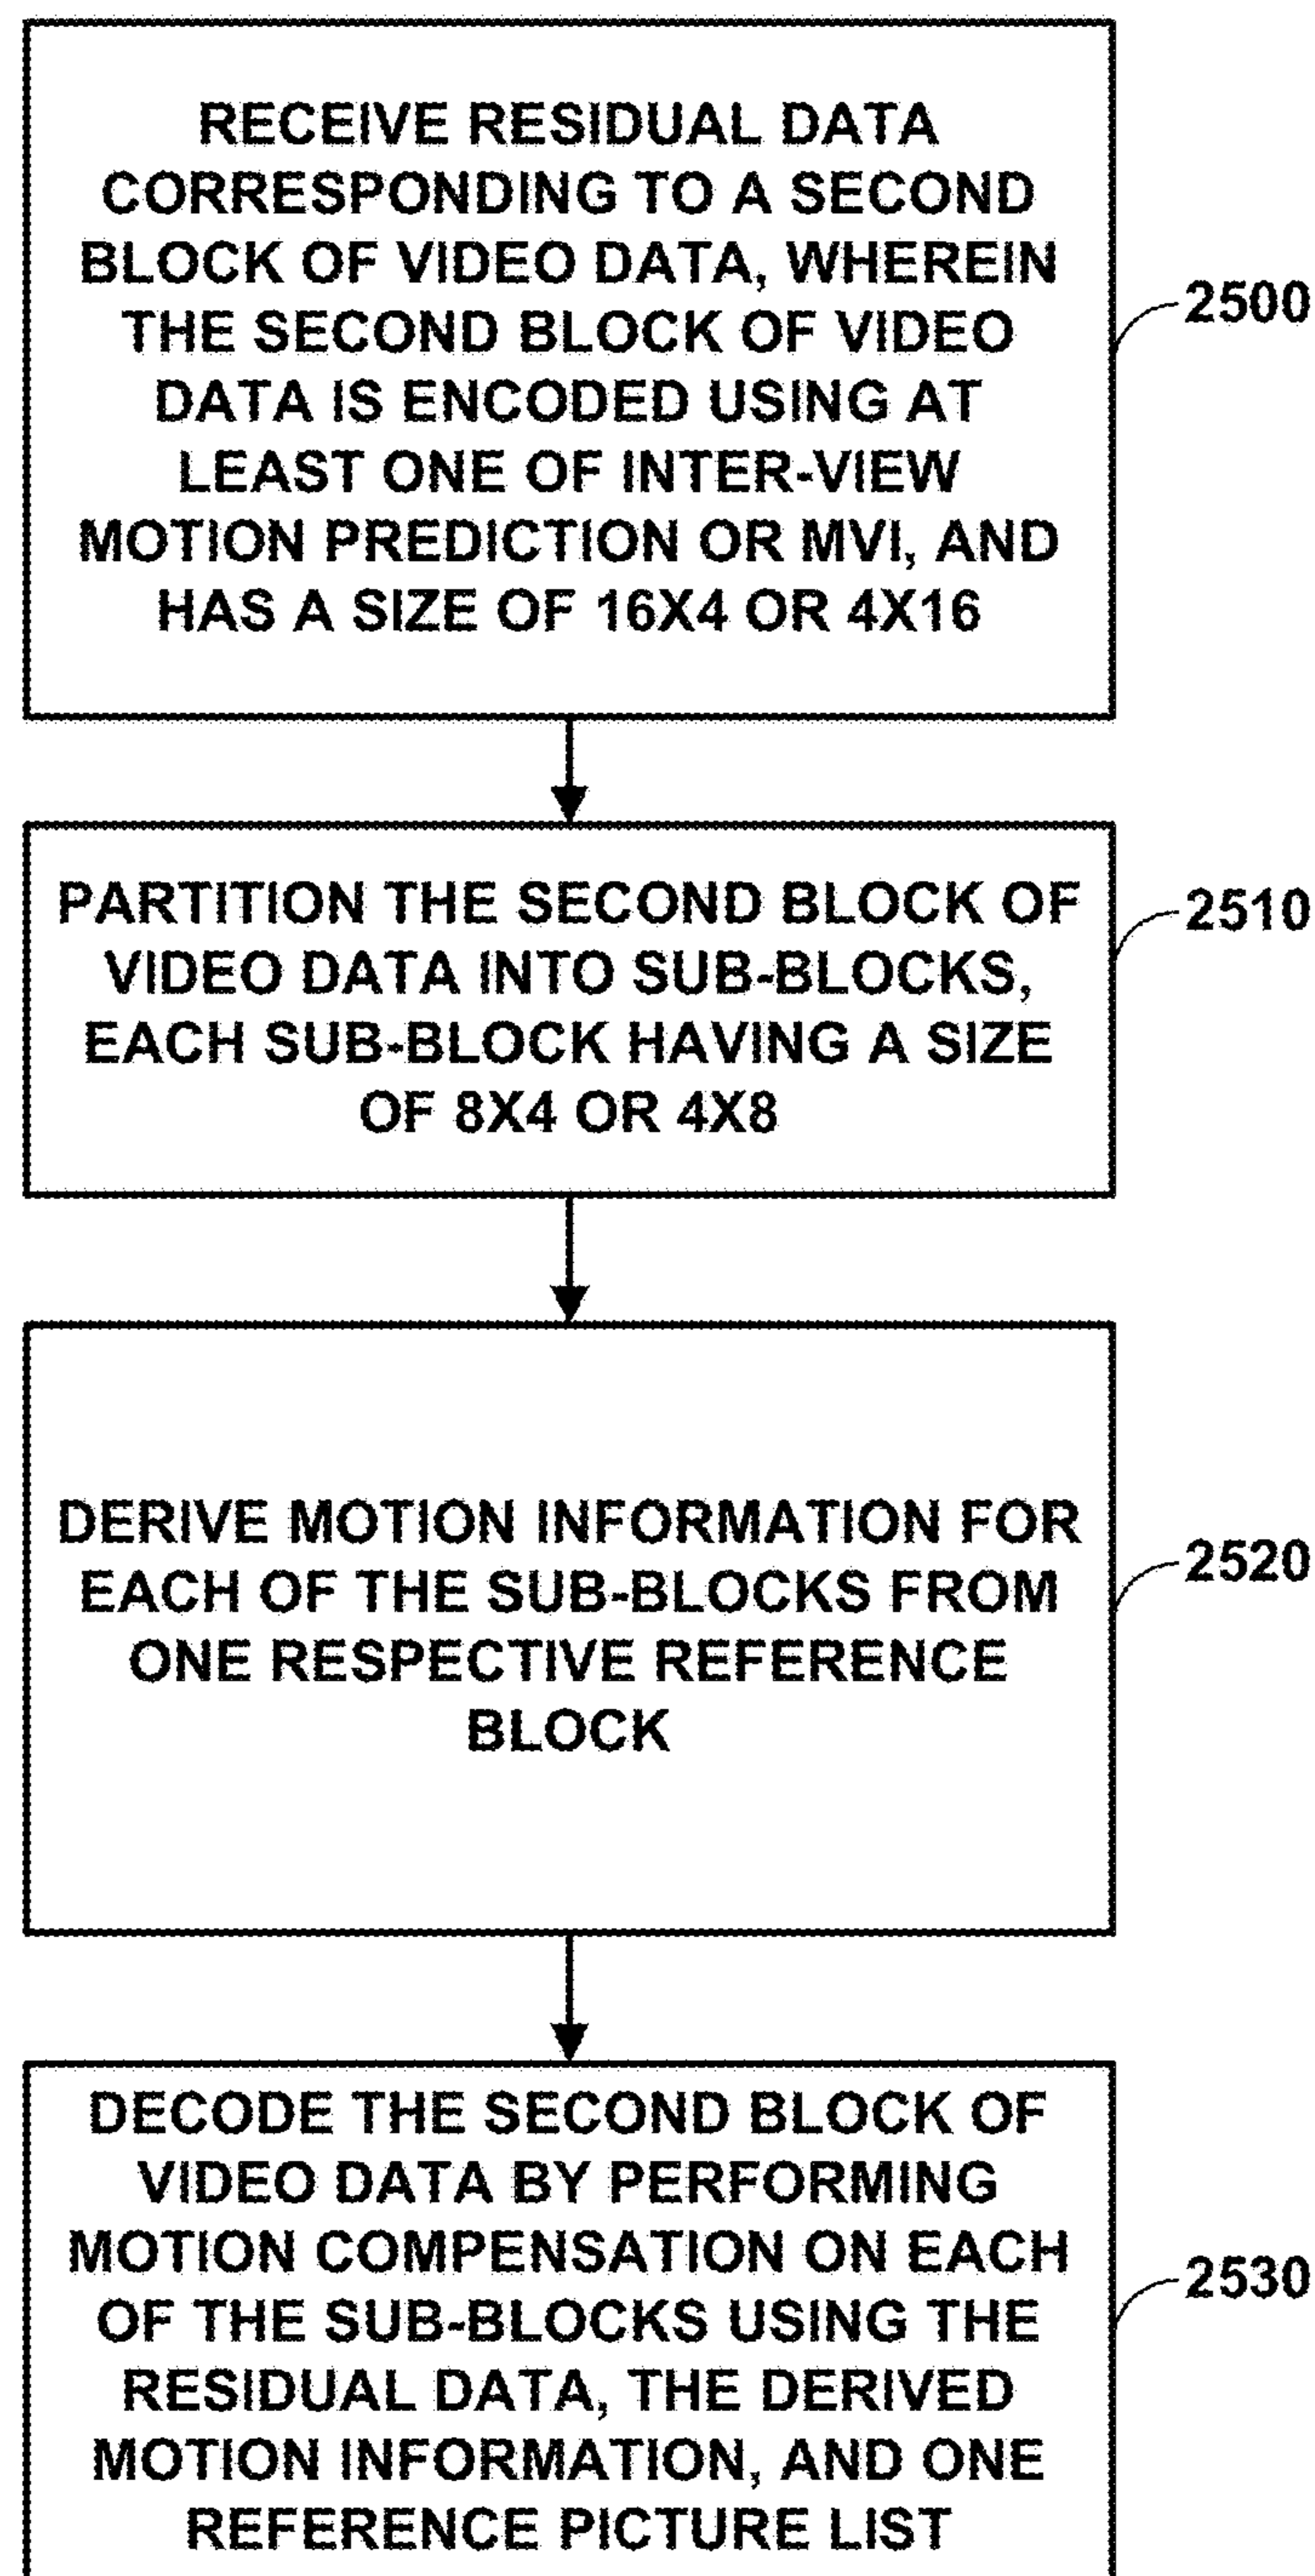 RECEIVE RESIDUAL DATA
CORRESPONDING TO A SECOND
BLOCK OF VIDEO DATA, WHEREIN
THE SECOND BLOCK OF VIDEO
DATA IS ENCODED USING AT
LEAST ONE OF INTER-VIEW
MOTION PREDICTION OR MVI, AND
HAS A SIZE OF 16X4 OR 4X16
2500
PARTITION THE SECOND BLOCK OF
VIDEO DATA INTO SUB-BLOCKS,
EACH SUB-BLOCK HAVING A SIZE
OF 8X4 OR 4X8
2510
DERIVE MOTION INFORMATION FOR
EACH OF THE SUB-BLOCKS FROM
ONE RESPECTIVE REFERENCE
BLOCK
2520
DECODE THE SECOND BLOCK OF
VIDEO DATA BY PERFORMING
MOTION COMPENSATION ON EACH
OF THE SUB-BLOCKS USING THE
RESIDUAL DATA, THE DERIVED
MOTION INFORMATION, AND ONE
REFERENCE PICTURE LIST
2530